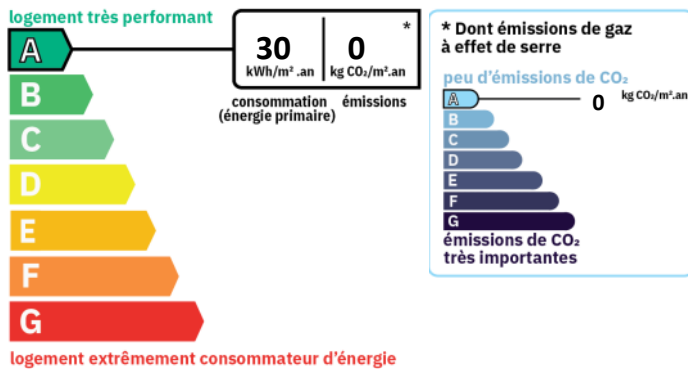 logement très performant
A
B
C
D
E
F
G
logement extrêmement consommateur d'énergie
30
kWh/m².an
0
kg CO₂/m².an
*
consommation
(énergie primaire)
émissions
* Dont émissions de gaz
à effet de serre
peu d'émissions de CO₂
A
0 kg CO₂/m².an
B
C
D
E
F
G
émissions de CO₂
très importantes